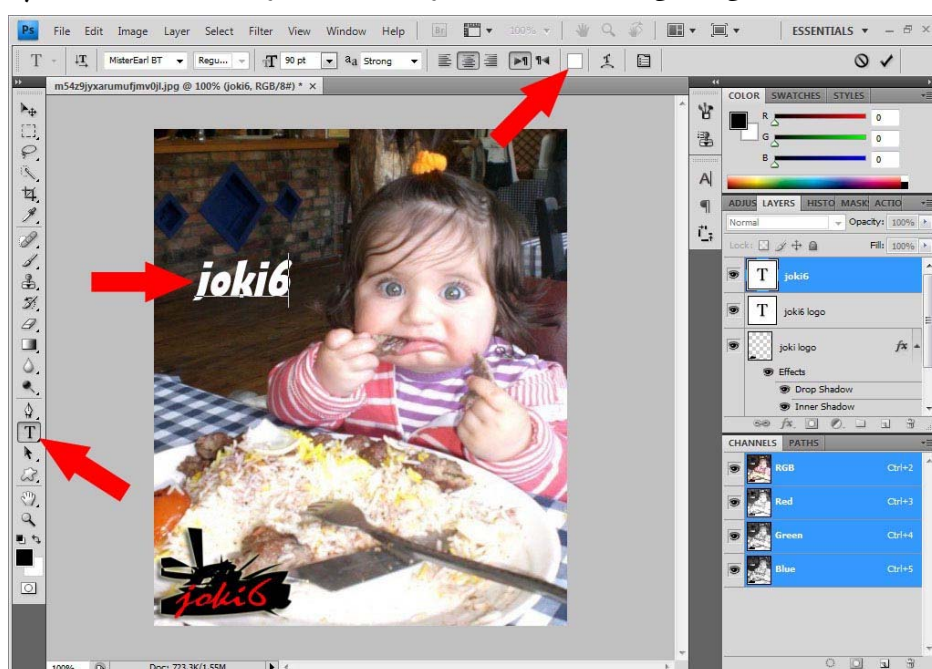 Ps File Edit Image Layer Select Filter View Window Help Br 100% ESSENTIALS
T MisterEarl BT Regu... 90 pt Strong
m54z9jyxarumufjmv0jl.jpg @ 100% (joki6, RGB/8#) * ×
COLOR SWATCHES STYLES
R 0
G 0
B 0
ADJUS LAYERS HISTO MASK ACTIO
Normal Opacity: 100%
Lock: Fill: 100%
T joki6
T joki6 logo
joki logo fx
Effects
Drop Shadow
Inner Shadow
CHANNELS PATHS
RGB Ctrl+2
Red Ctrl+3
Green Ctrl+4
Blue Ctrl+5
joki6
joki6
100% Doc: 723.3K/1.55M